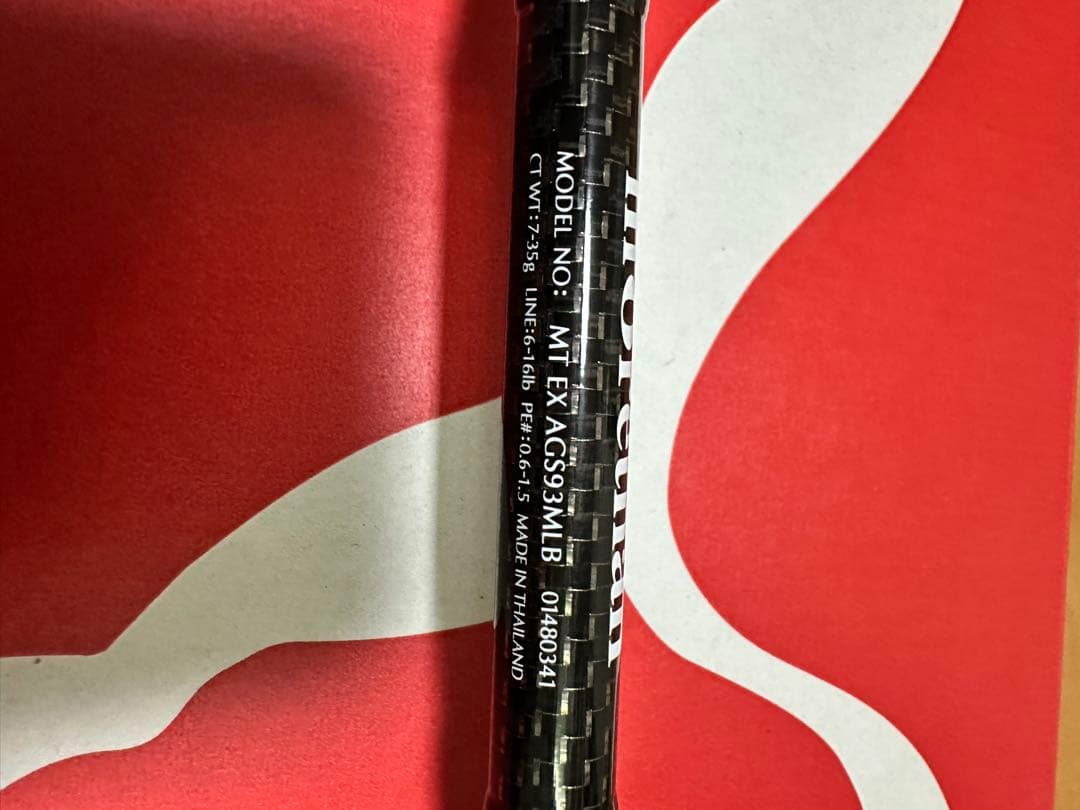 MODEL NO: MT EX AGS93MLB 01480341
CT WT:7-35g LINE:6-16lb PE#:0.6-1.5 MADE IN THAILAND